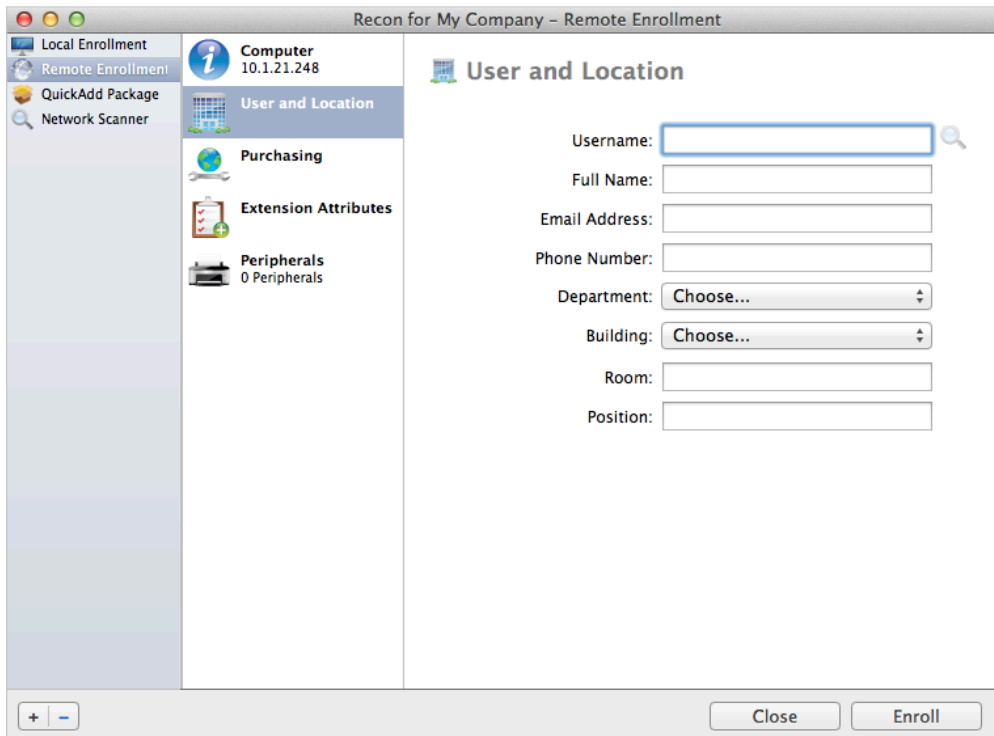 Recon for My Company – Remote Enrollment
Local Enrollment
Remote Enrollment
QuickAdd Package
Network Scanner
Computer
10.1.21.248
User and Location
Purchasing
Extension Attributes
Peripherals
0 Peripherals
User and Location
Username:
Full Name:
Email Address:
Phone Number:
Department: Choose...
Building: Choose...
Room:
Position:
+ −
Close
Enroll